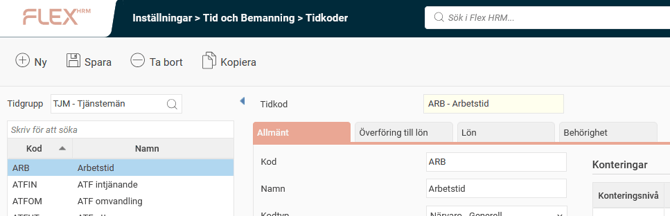 FLEX HRM
Inställningar > Tid och Bemanning > Tidkoder
Sök i Flex HRM...
Ny Spara Ta bort Kopiera
Tidgrupp TJM - Tjänstemän
Tidkod ARB - Arbetstid
Skriv för att söka
Kod Namn
ARB Arbetstid
ATFIN ATF intjänande
ATFOM ATF omvandling
Allmänt Överföring till lön Lön Behörighet
Kod ARB
Namn Arbetstid
Konteringar
Konteringsnivå